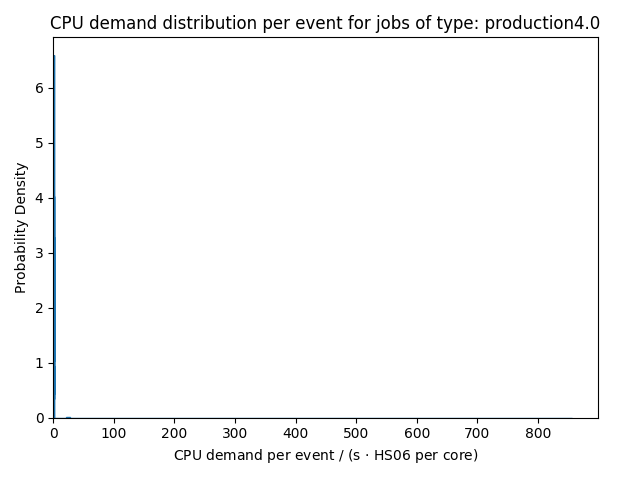 CPU demand distribution per event for jobs of type: production4.0
6
5
4
3
2
1
0
Probability Density
0 100 200 300 400 500 600 700 800
CPU demand per event / (s · HS06 per core)